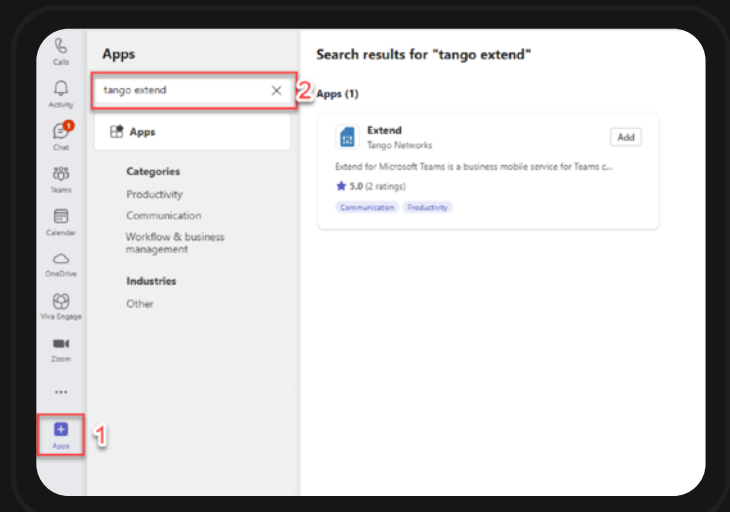 Calls
Activity
1
Chat
Teams
Calendar
OneDrive
Viva Engage
Zoom
Apps
1
Apps
tango extend
2
Apps
Categories
Productivity
Communication
Workflow & business
management
Industries
Other
Search results for "tango extend"
Apps (1)
Extend
Tango Networks
Add
Extend for Microsoft Teams is a business mobile service for Teams c...
5.0 (2 ratings)
Communication Productivity